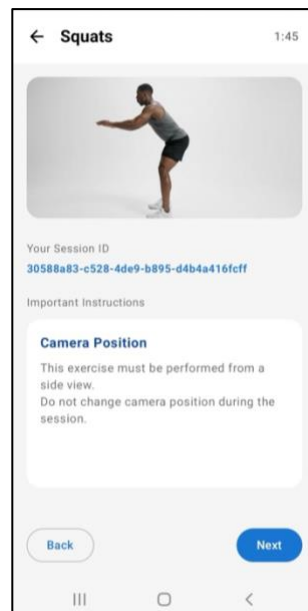 Squats 1:45
Your Session ID
30588a83-c528-4de9-b895-d4b4a416fcff
Important Instructions
Camera Position
This exercise must be performed from a
side view.
Do not change camera position during the
session.
Back Next